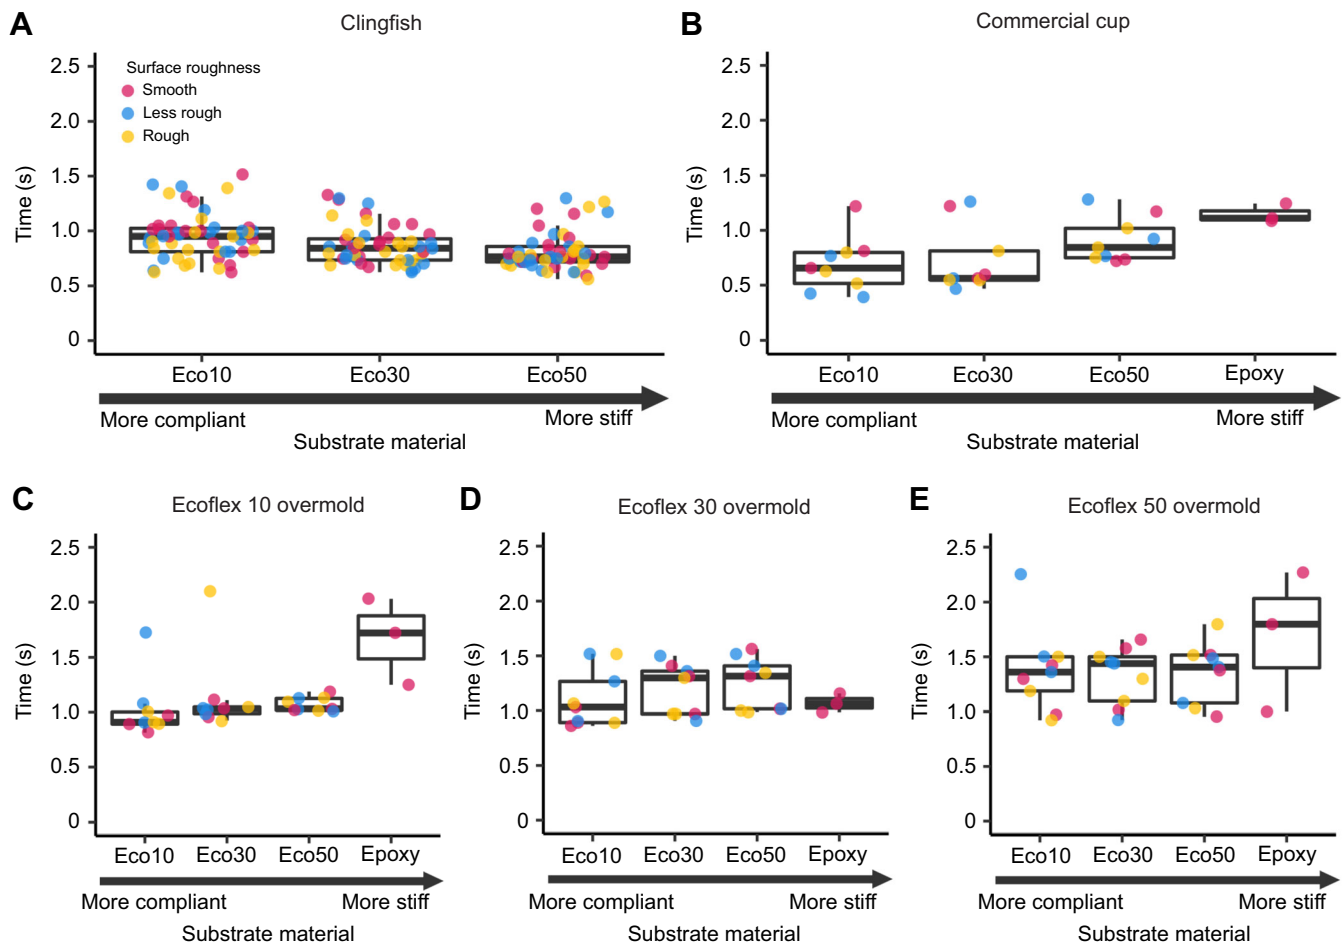 A
Clingfish
Time (s)
2.5
2.0
1.5
1.0
0.5
0
Surface roughness
Smooth
Less rough
Rough
Eco10 Eco30 Eco50
More compliant More stiff
Substrate material
B
Commercial cup
Time (s)
2.5
2.0
1.5
1.0
0.5
0
Eco10 Eco30 Eco50 Epoxy
More compliant More stiff
Substrate material
C
Ecoflex 10 overmold
Time (s)
2.5
2.0
1.5
1.0
0.5
0
Eco10 Eco30 Eco50 Epoxy
More compliant More stiff
Substrate material
D
Ecoflex 30 overmold
Time (s)
2.5
2.0
1.5
1.0
0.5
0
Eco10 Eco30 Eco50 Epoxy
More compliant More stiff
Substrate material
E
Ecoflex 50 overmold
Time (s)
2.5
2.0
1.5
1.0
0.5
0
Eco10 Eco30 Eco50 Epoxy
More compliant More stiff
Substrate material